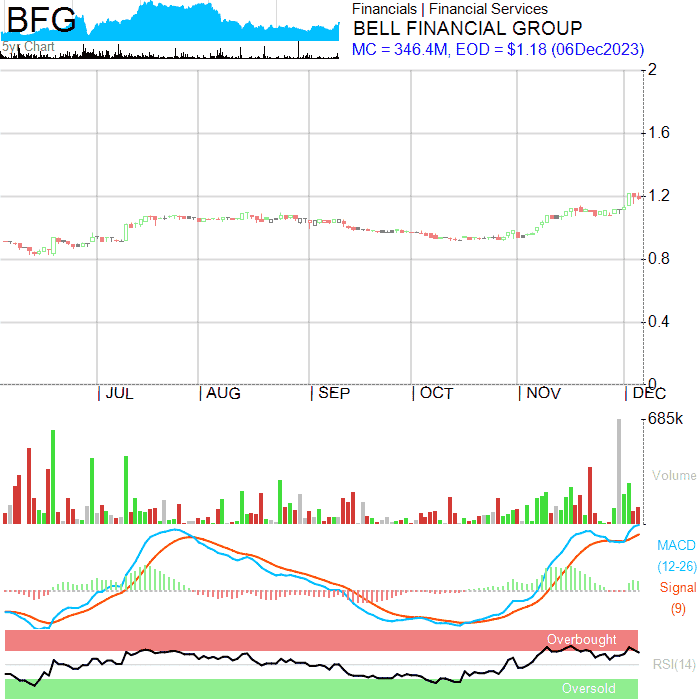 BFG
5yr Chart
Financials | Financial Services
BELL FINANCIAL GROUP
MC = 346.4M, EOD = $1.18 (06Dec2023)
2
1.6
1.2
0.8
0.4
0
JUL AUG SEP OCT NOV DEC
685k
Volume
MACD
(12-26)
Signal
(9)
Overbought
RSI(14)
Oversold